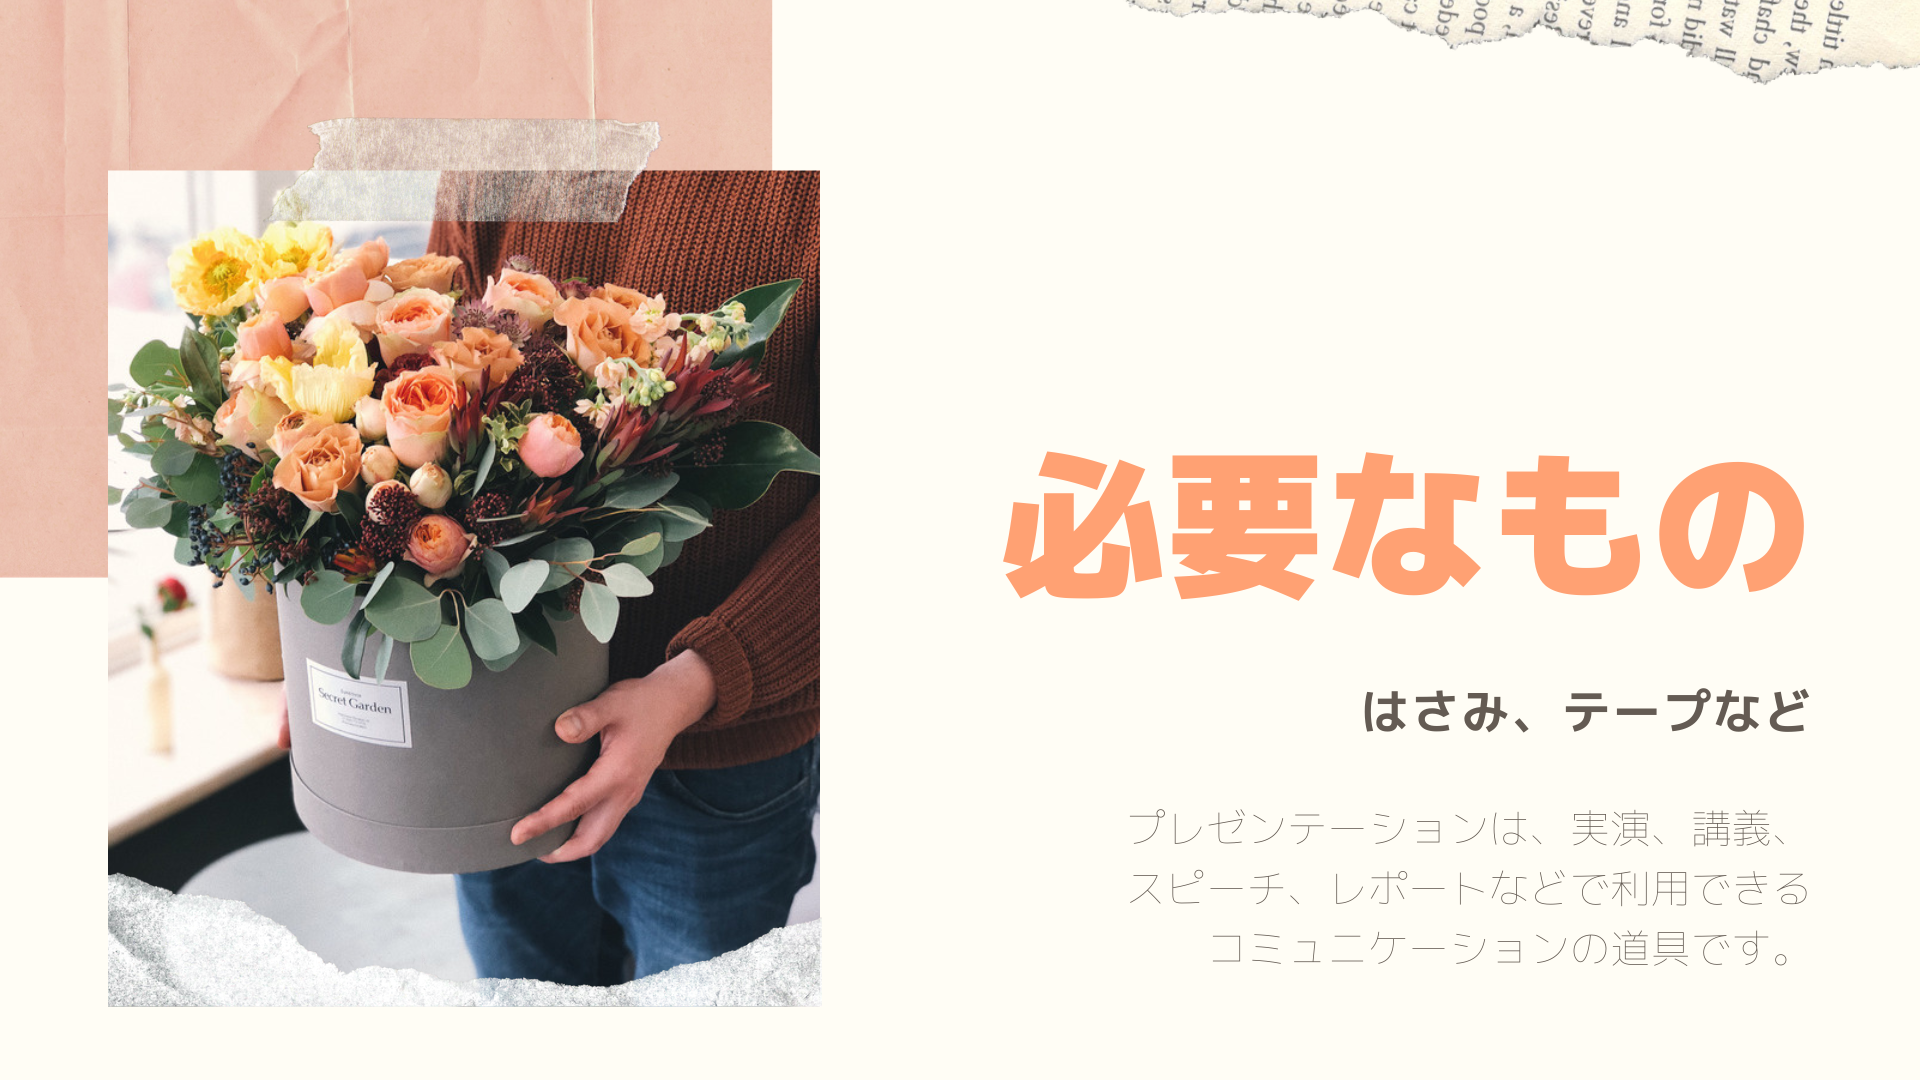 必要なもの
はさみ、テープなど
プレゼンテーションは、実演、講義、
スピーチ、レポートなどで利用できる
コミュニケーションの道具です。
Secret Garden